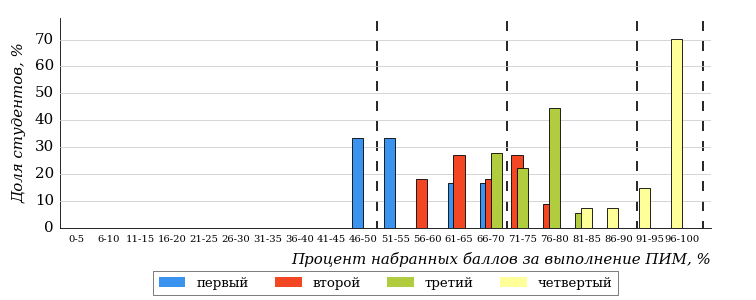 Доля студентов, %
70
60
50
40
30
20
10
0
0-5 6-10 11-15 16-20 21-25 26-30 31-35 36-40 41-45 46-50 51-55 56-60 61-65 66-70 71-75 76-80 81-85 86-90 91-95 96-100
Процент набранных баллов за выполнение ПИМ, %
первый второй третий четвертый